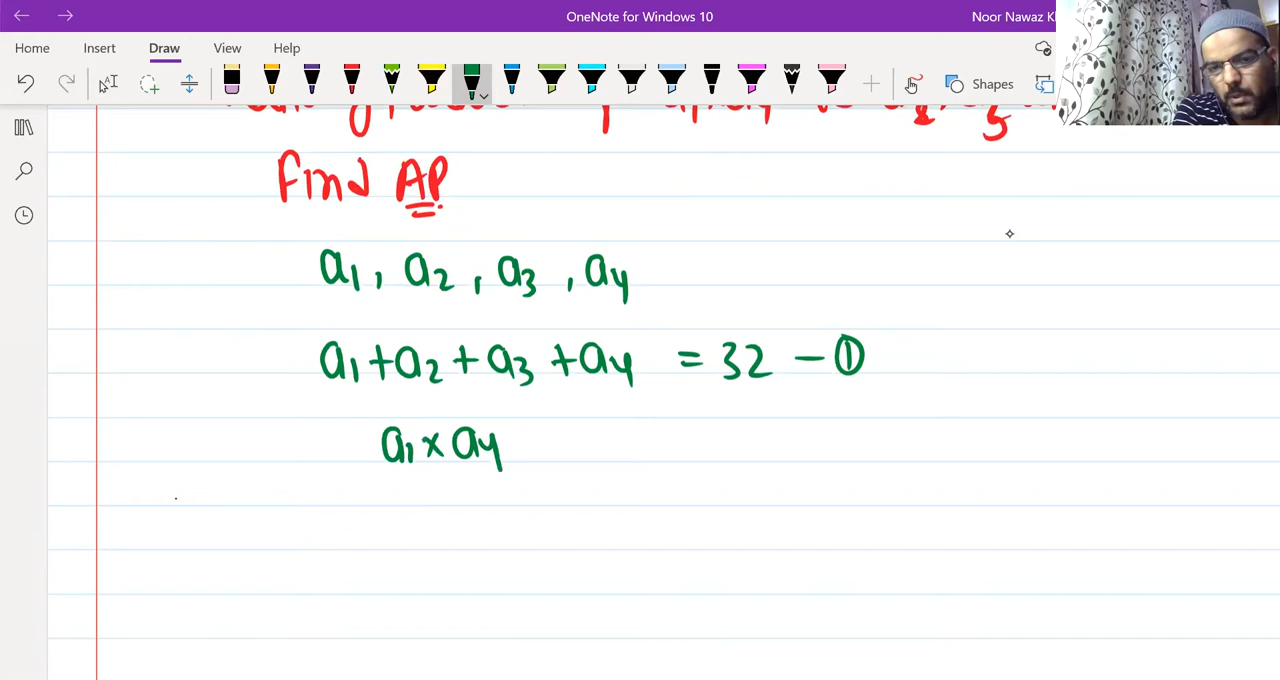 OneNote for Windows 10
Noor Nawaz Kh
Home Insert Draw View Help
Shapes
Find AP
a1, a2, a3, a4
a1+a2+a3+a4 = 32 - ①
a1×a4